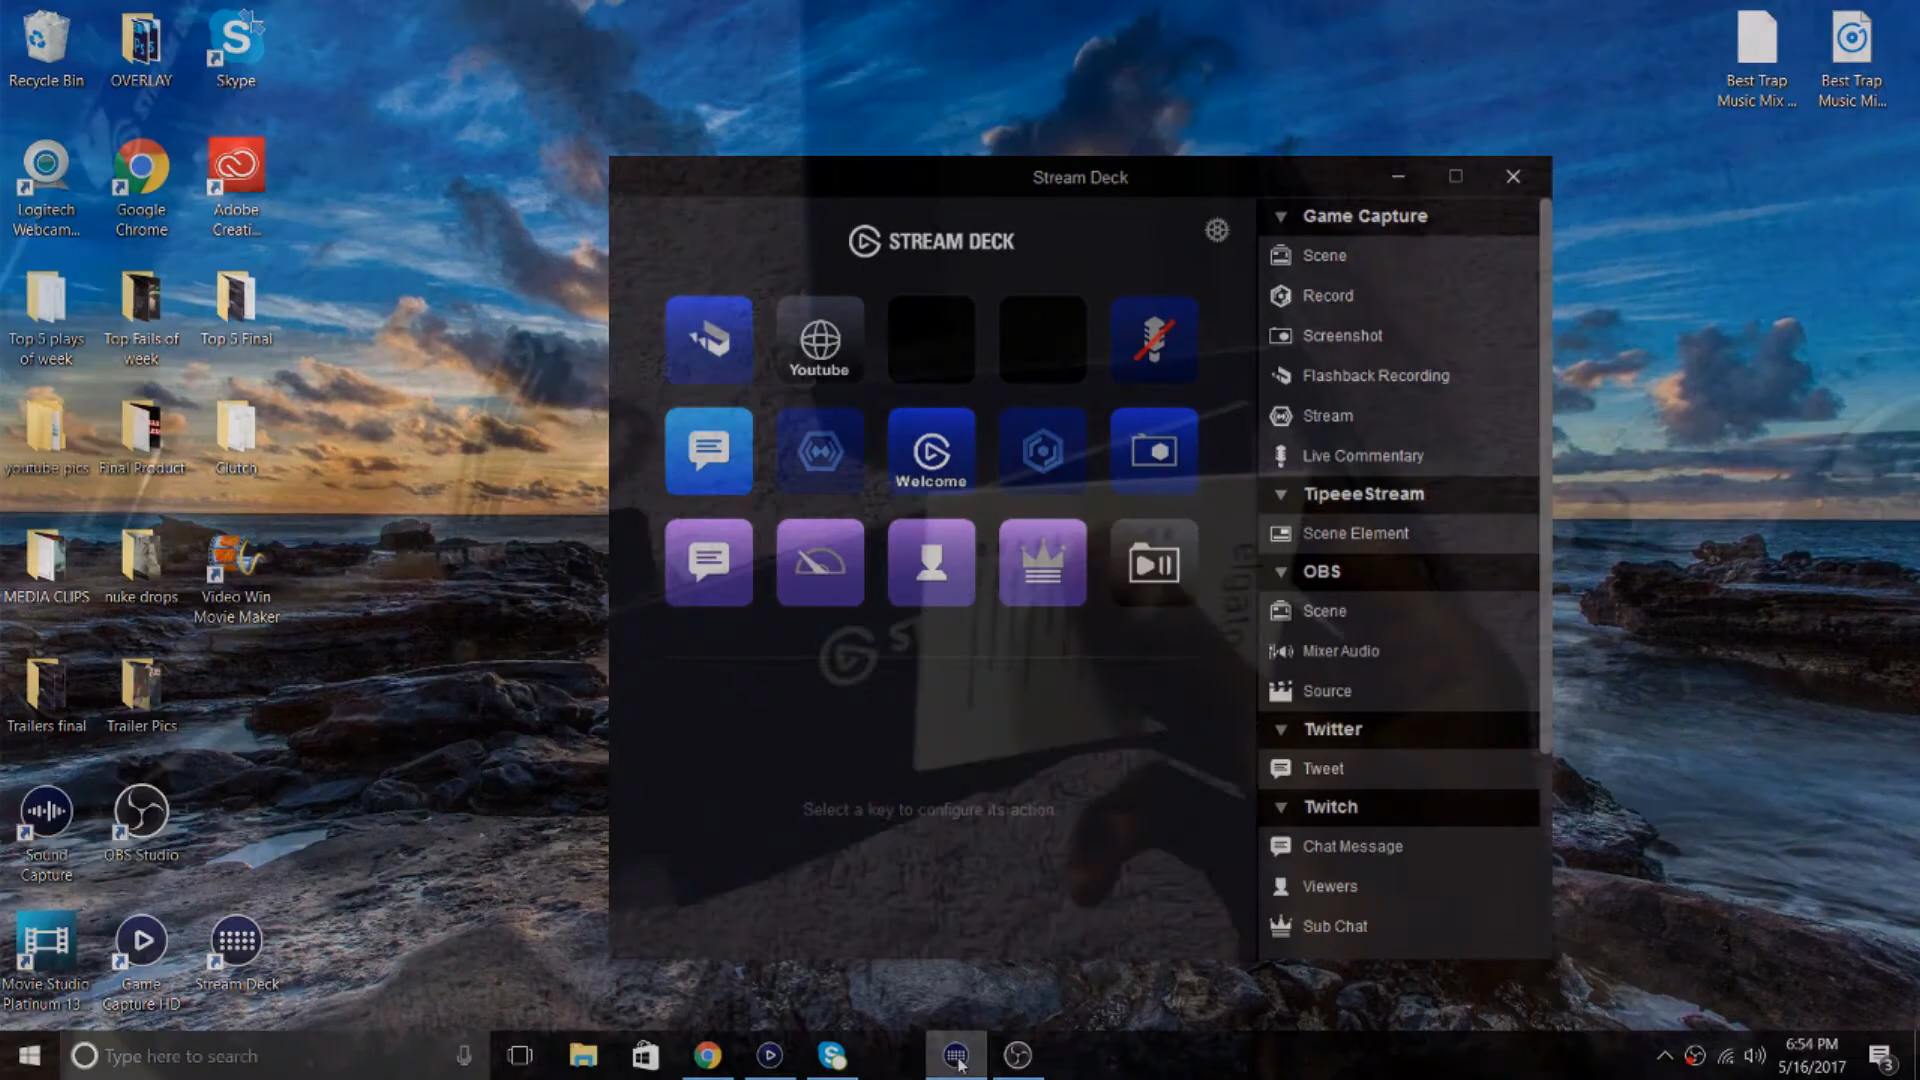 Recycle Bin
OVERLAY
Skype
Logitech
Webcam...
Google
Chrome
Adobe
Creati...
Top 5 plays
of week
Top Fails of
week
Top 5 Final
youtube pics
Final Product
Clutch
MEDIA CLIPS
nuke drops
Video Win
Movie Maker
Trailers final
Trailer Pics
Sound
Capture
OBS Studio
Movie Studio
Platinum 13...
Game
Capture HD
Stream Deck
Best Trap
Music Mix ...
Best Trap
Music Mi...
Stream Deck
STREAM DECK
Youtube
Welcome
Select a key to configure its action
elgato
Game Capture
Scene
Record
Screenshot
Flashback Recording
Stream
Live Commentary
TipeeeStream
Scene Element
OBS
Scene
Mixer Audio
Source
Twitter
Tweet
Twitch
Chat Message
Viewers
Sub Chat
Type here to search
6:54 PM
5/16/2017
3